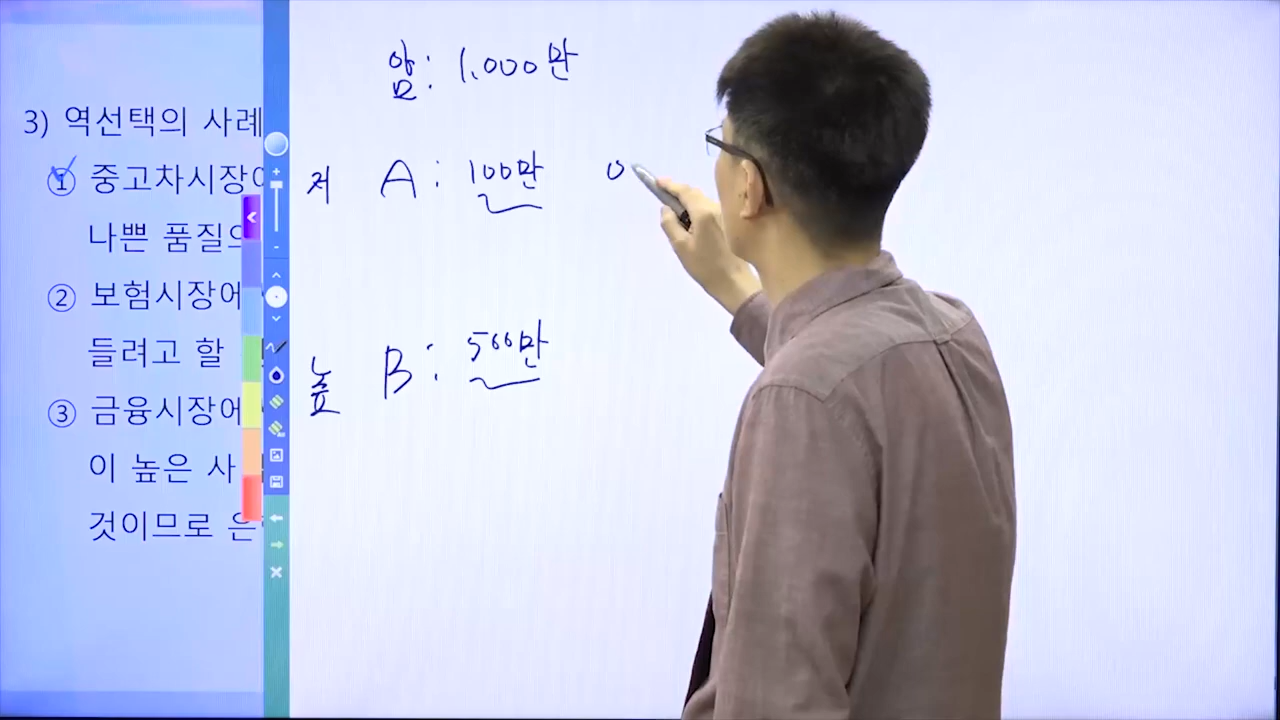 3) 역선택의 사례
① 중고차시장에
나쁜 품질의
② 보험시장에
들려고 할
③ 금융시장에
이 높은 사
것이므로 은
암: 1,000만
저 A: 100만 0
높 B: 500만